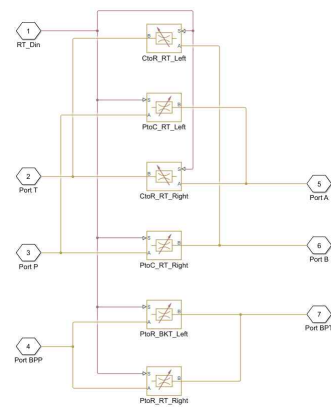 1
RT_Din
B
S
A
CtoR_RT_Left
S
A
B
PtoC_RT_Left
2
Port T
B
S
A
CtoR_RT_Right
5
Port A
3
Port P
S
A
B
PtoC_RT_Right
6
Port B
S
A
B
PtoR_BKT_Left
7
Port BPT
4
Port BPP
S
A
B
PtoR_RT_Right